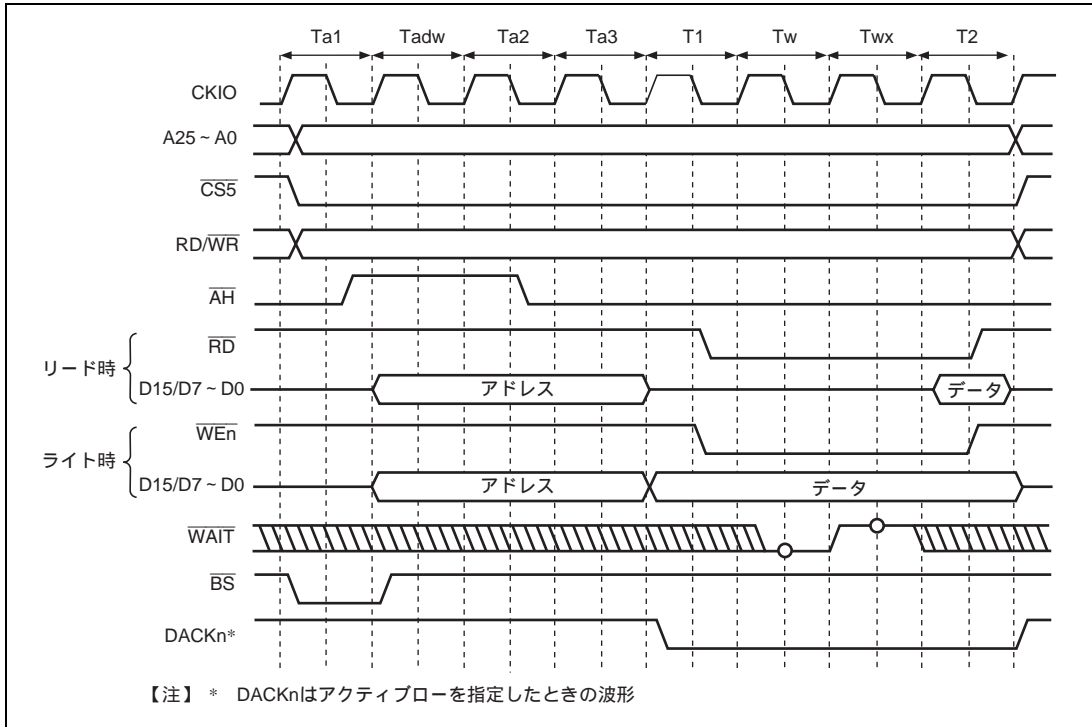 Ta1 Tadw Ta2 Ta3 T1 Tw Twx T2
CKIO
A25 ~ A0
CS5
RD/WR
AH
リード時
RD
D15/D7 ~ D0 アドレス データ
ライト時
WEn
D15/D7 ~ D0 アドレス データ
WAIT
BS
DACKn*
【注】 * DACKnはアクティブローを指定したときの波形